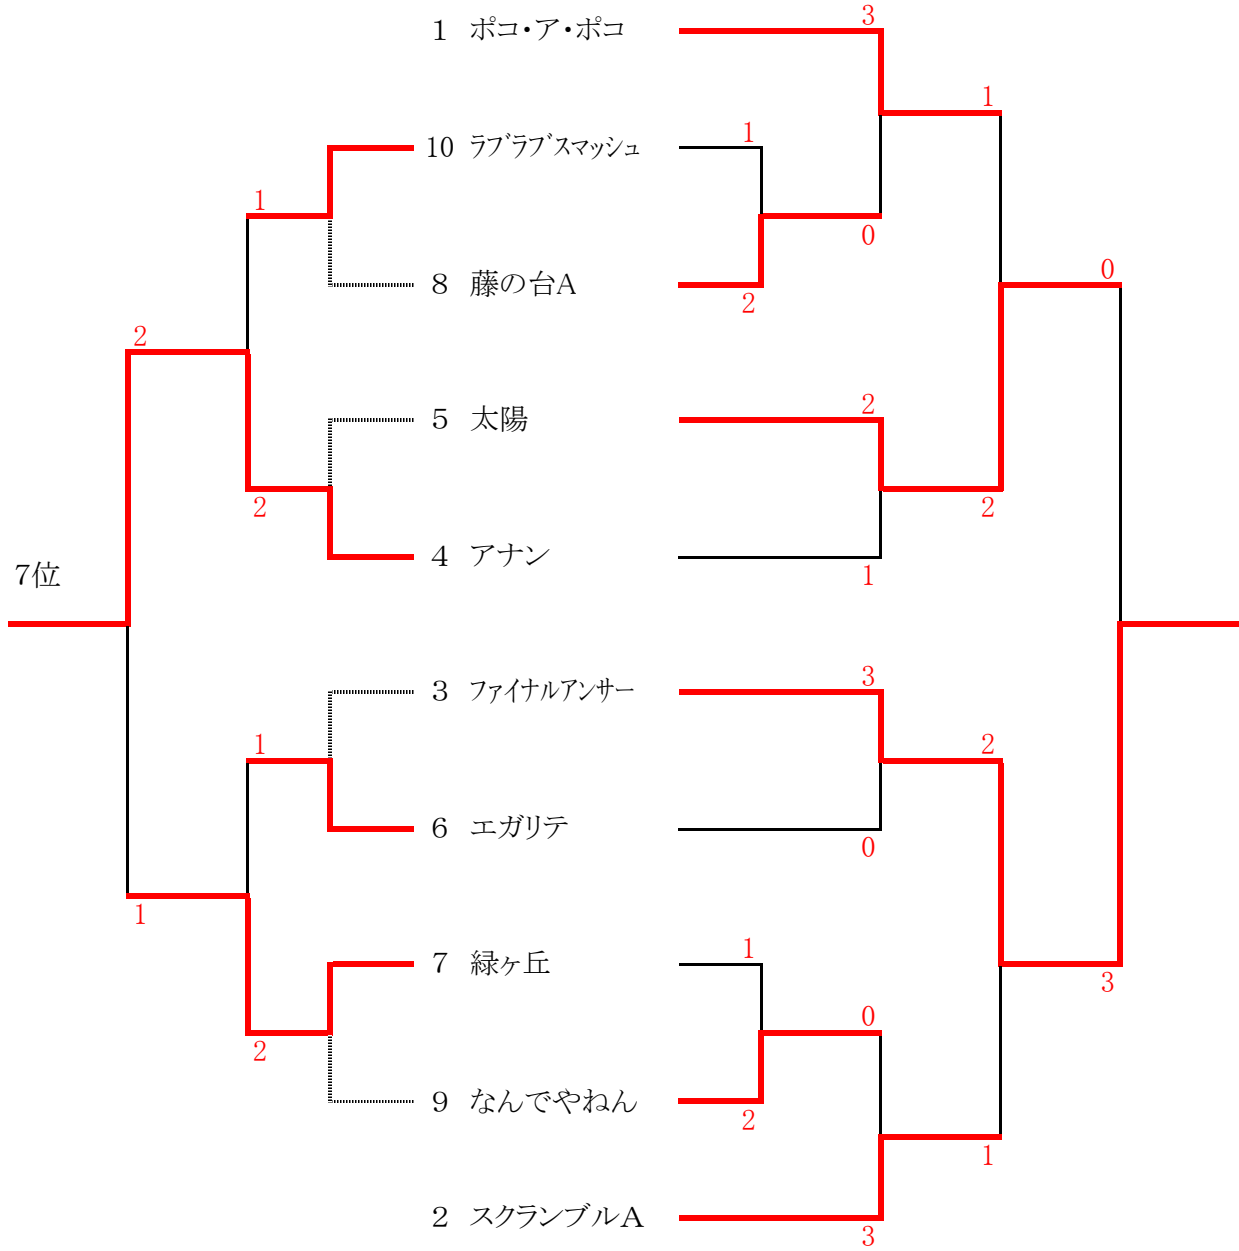 3
1 ポコ・ア・ポコ
1
1
10 ラブラブスマッシュ
1
0
0
8 藤の台A
2
2
2
5 太陽
2
2
4 アナン
1
7位
3 ファイナルアンサー
3
1
2
6 エガリテ
0
1
1
7 緑ヶ丘
3
0
2
9 なんでやねん
2
1
2 スクランブルA
3